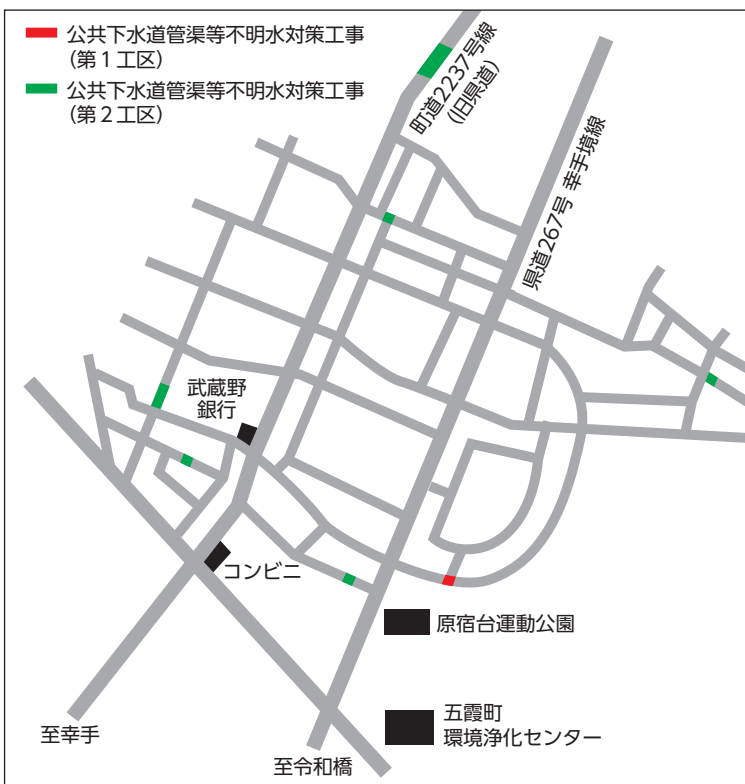 公共下水道管渠等不明水対策工事
(第1工区)
公共下水道管渠等不明水対策工事
(第2工区)
町道2237号線
(旧県道)
県道267号 幸手境線
武蔵野
銀行
コンビニ
原宿台運動公園
五霞町
環境浄化センター
至幸手
至令和橋